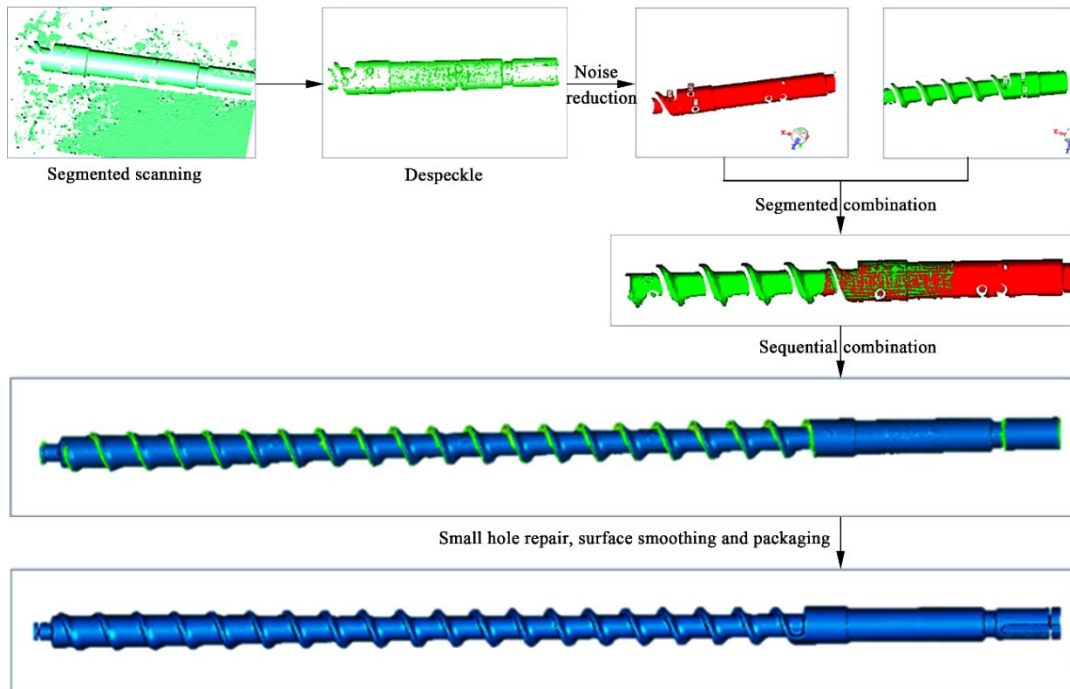 Noise
reduction
Segmented scanning
Despeckle
Segmented combination
Sequential combination
Small hole repair, surface smoothing and packaging